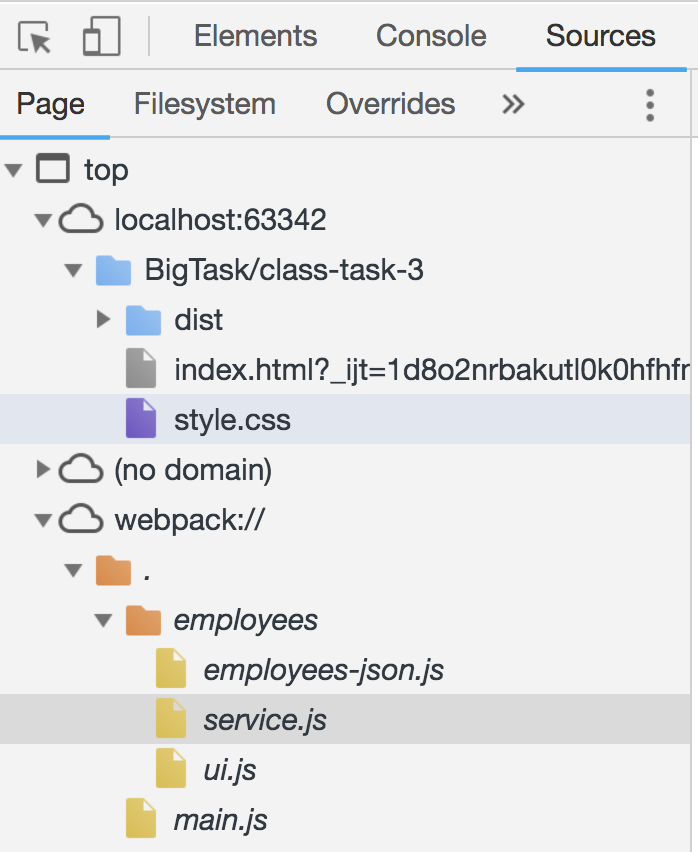 Elements Console Sources
Page Filesystem Overrides »
top
localhost:63342
BigTask/class-task-3
dist
index.html?_ijt=1d8o2nrbakutl0k0hfhfr
style.css
(no domain)
webpack://
.
employees
employees-json.js
service.js
ui.js
main.js